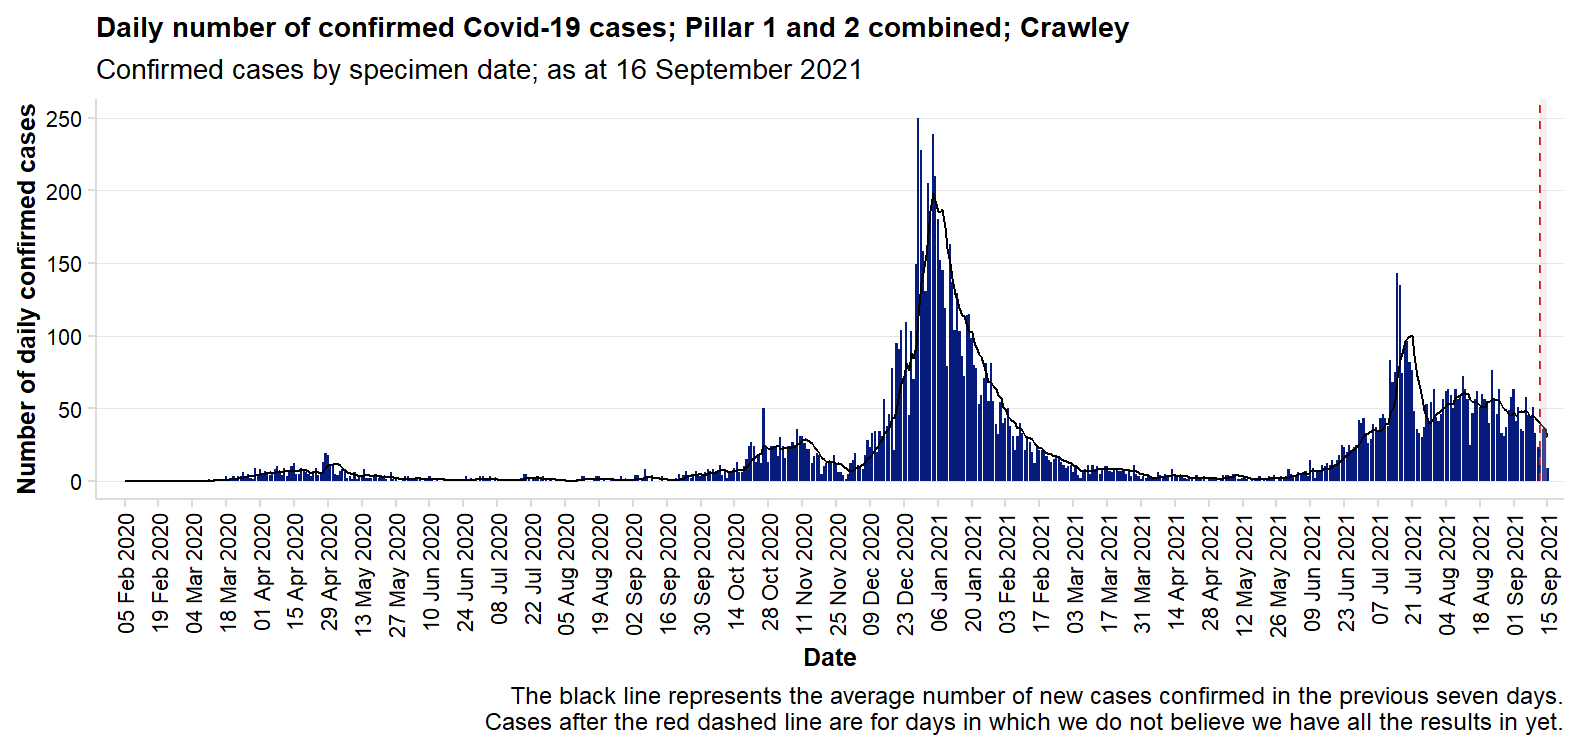 Daily number of confirmed Covid-19 cases; Pillar 1 and 2 combined; Crawley
Confirmed cases by specimen date; as at 16 September 2021
Number of daily confirmed cases
250
200
150
100
50
0
05 Feb 2020
19 Feb 2020
04 Mar 2020
18 Mar 2020
01 Apr 2020
15 Apr 2020
29 Apr 2020
13 May 2020
27 May 2020
10 Jun 2020
24 Jun 2020
08 Jul 2020
22 Jul 2020
05 Aug 2020
19 Aug 2020
02 Sep 2020
16 Sep 2020
30 Sep 2020
14 Oct 2020
28 Oct 2020
11 Nov 2020
25 Nov 2020
09 Dec 2020
23 Dec 2020
06 Jan 2021
20 Jan 2021
03 Feb 2021
17 Feb 2021
03 Mar 2021
17 Mar 2021
31 Mar 2021
14 Apr 2021
28 Apr 2021
12 May 2021
26 May 2021
09 Jun 2021
23 Jun 2021
07 Jul 2021
21 Jul 2021
04 Aug 2021
18 Aug 2021
01 Sep 2021
15 Sep 2021
Date
The black line represents the average number of new cases confirmed in the previous seven days.
Cases after the red dashed line are for days in which we do not believe we have all the results in yet.